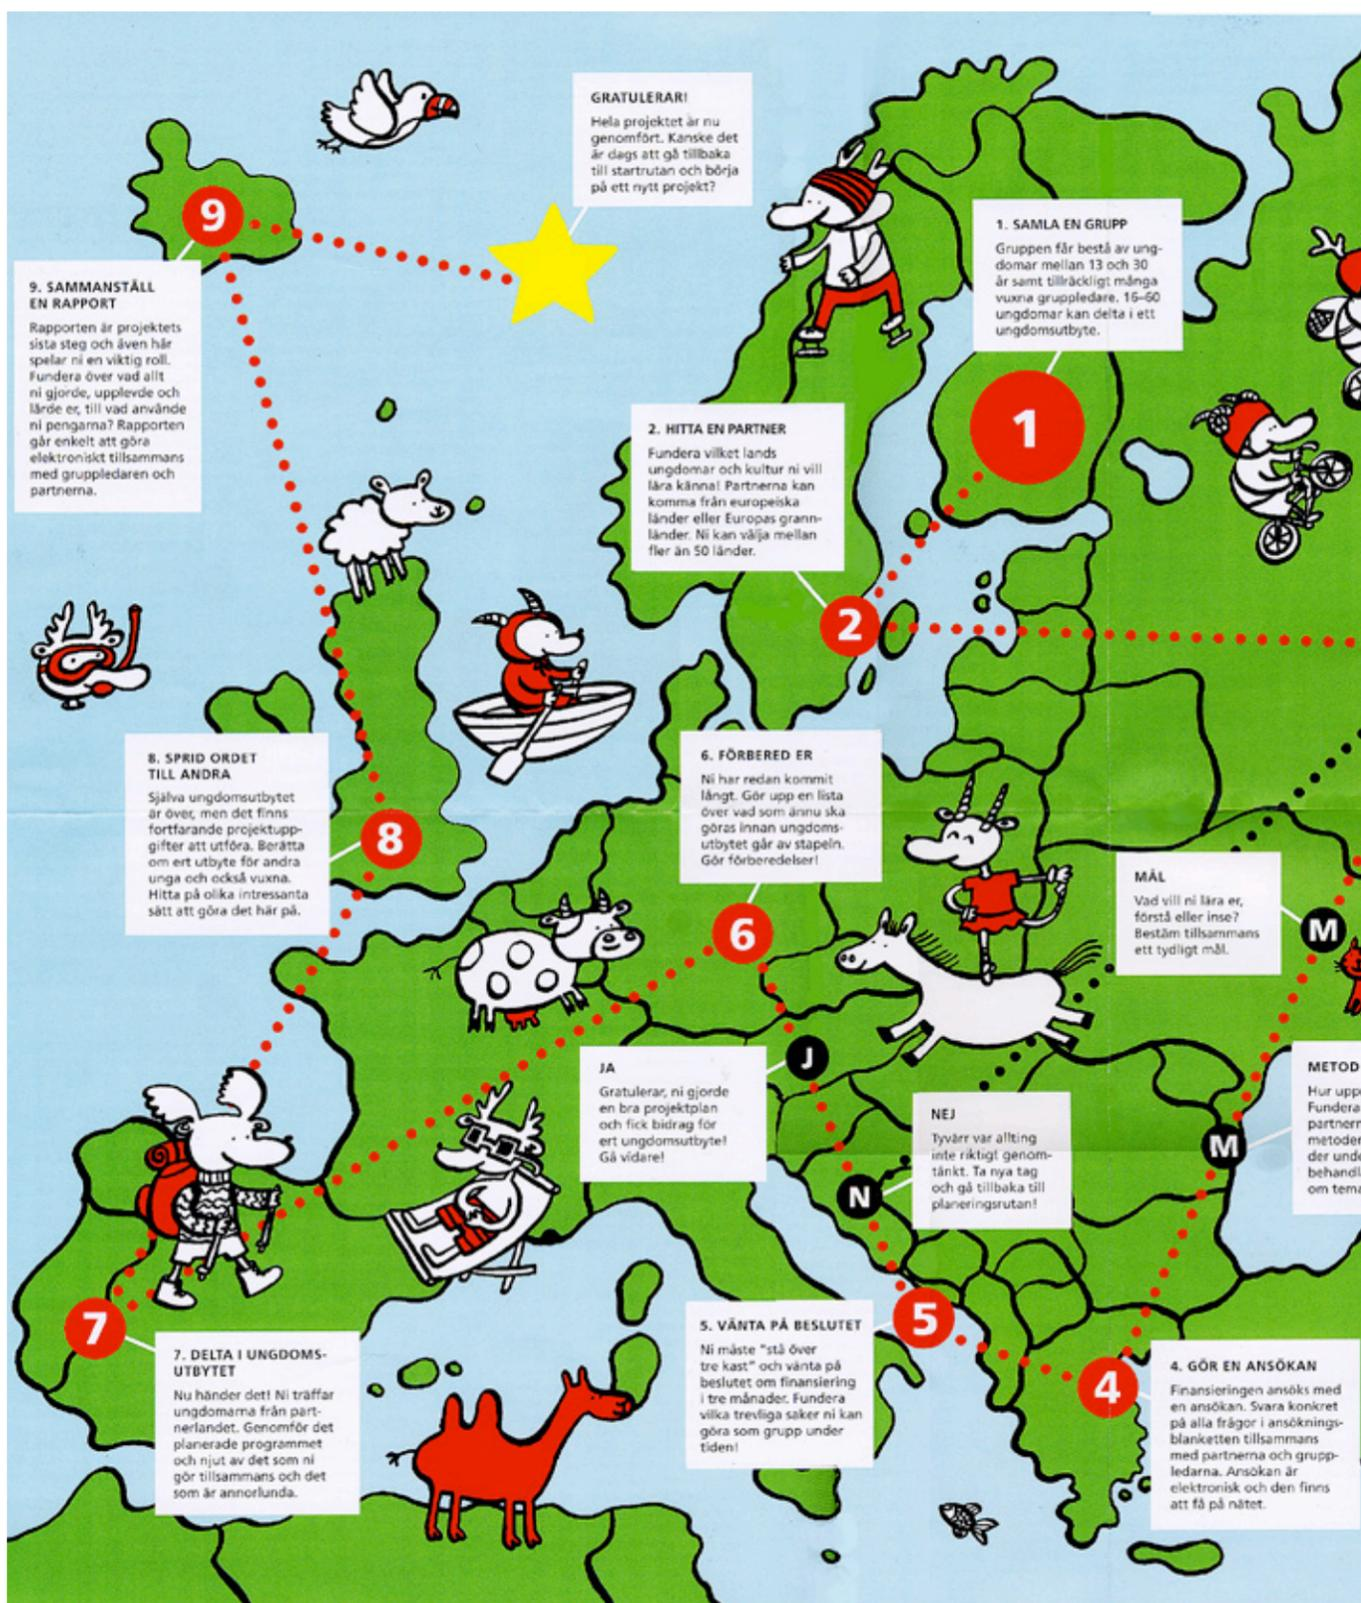 GRATULERAR!
Hela projektet är nu
genomfört. Kanske det
är dags att gå tillbaka
till startrutan och börja
på ett nytt projekt?
1. SAMLA EN GRUPP
Gruppen får bestå av ung-
domar mellan 13 och 30
år samt tillräckligt många
vuxna gruppledare. 16–60
ungdomar kan delta i ett
ungdomsutbyte.
1
2. HITTA EN PARTNER
Fundera vilket lands
ungdomar och kultur ni vill
lära känna! Partnerna kan
komma från europeiska
länder eller Europas grann-
länder. Ni kan välja mellan
fler än 50 länder.
2
9
9. SAMMANSTÄLL
EN RAPPORT
Rapporten är projektets
sista steg och även här
spelar ni en viktig roll.
Fundera över vad allt
ni gjorde, upplevde och
lärde er, till vad använde
ni pengarna? Rapporten
går enkelt att göra
elektroniskt tillsammans
med gruppledaren och
partnerna.
8. SPRID ORDET
TILL ANDRA
Själva ungdomsutbytet
är över, men det finns
fortfarande projektupp-
gifter att utföra. Berätta
om ert utbyte för andra
unga och också vuxna.
Hitta på olika intressanta
sätt att göra det här på.
8
6. FÖRBERED ER
Ni har redan kommit
långt. Gör upp en lista
över vad som ännu ska
göras innan ungdoms-
utbytet går av stapeln.
Gör förberedelser!
6
MÅL
Vad vill ni lära er,
förstå eller inse?
Bestäm tillsammans
ett tydligt mål.
M
JA
Gratulerar, ni gjorde
en bra projektplan
och fick bidrag för
ert ungdomsutbyte!
Gå vidare!
J
NEJ
Tyvärr var allting
inte riktigt genom-
tänkt. Ta nya tag
och gå tillbaka till
planeringsrutan!
N
METOD
Hur upp
Fundera
partnern
metoder
der unde
behandl
om tema
M
5. VÄNTA PÅ BESLUTET
Ni måste "stå över
tre kast" och vänta på
beslutet om finansiering
i tre månader. Fundera
vilka trevliga saker ni kan
göra som grupp under
tiden!
5
4
4. GÖR EN ANSÖKAN
Finansieringen ansöks med
en ansökan. Svara konkret
på alla frågor i ansöknings-
blanketten tillsammans
med partnerna och grupp-
ledarna. Ansökan är
elektronisk och den finns
att få på nätet.
7
7. DELTA I UNGDOMS-
UTBYTET
Nu händer det! Ni träffar
ungdomarna från part-
nerlandet. Genomför det
planerade programmet
och njut av det som ni
gör tillsammans och det
som är annorlunda.